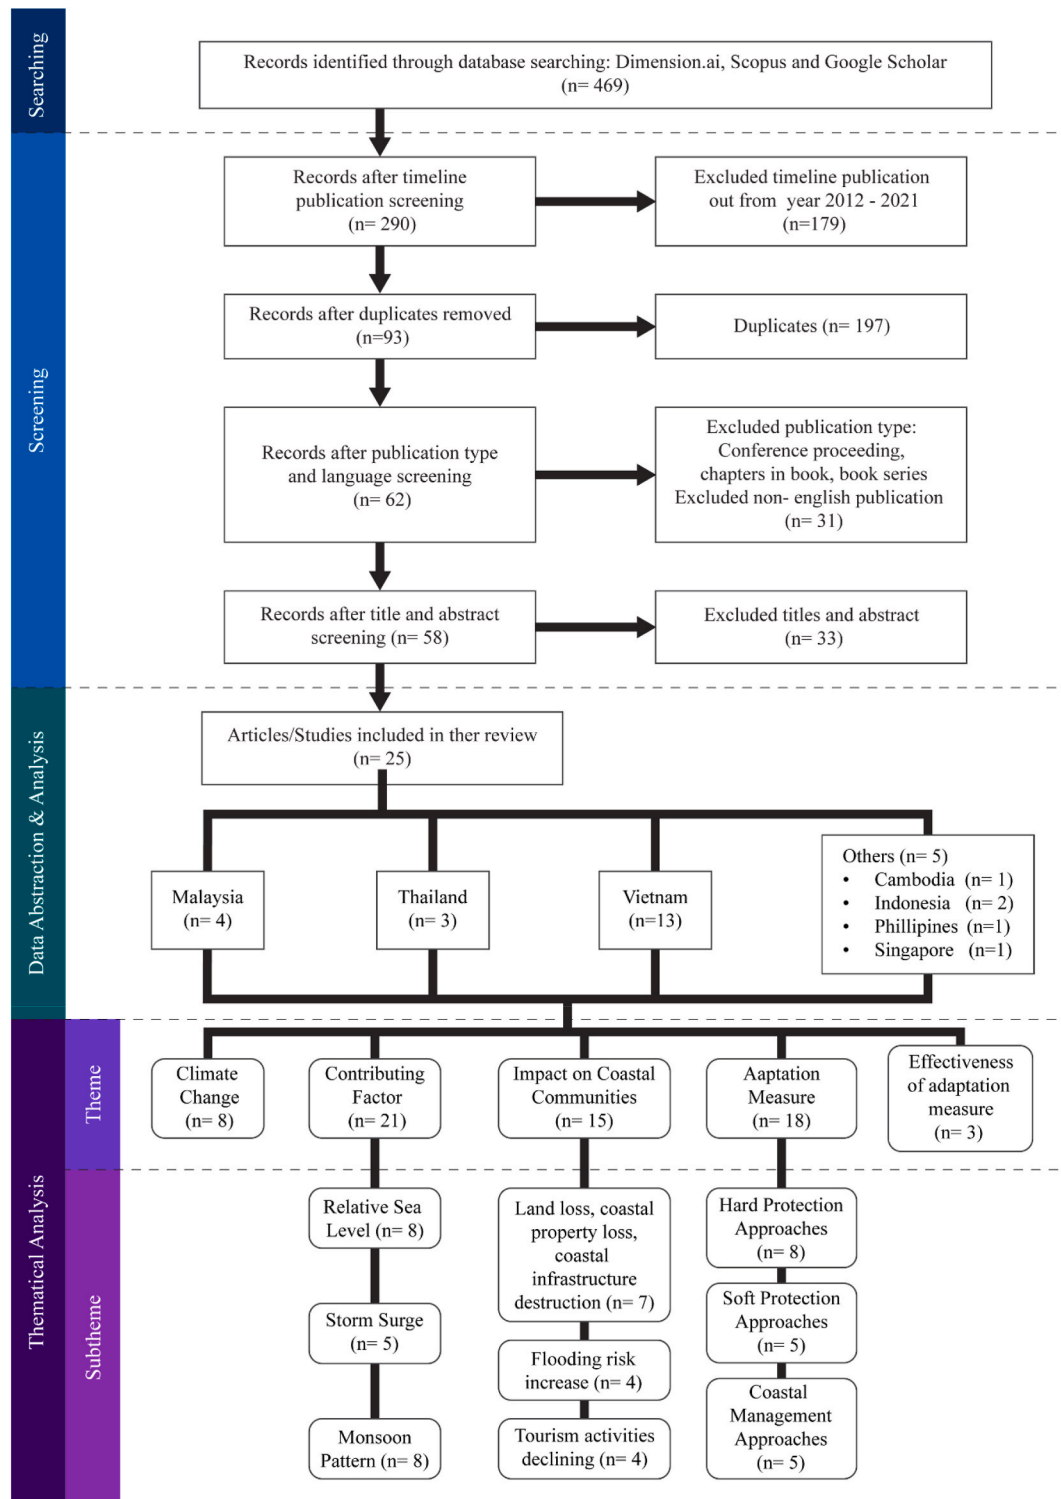 Searching
Records identified through database searching: Dimension.ai, Scopus and Google Scholar
(n= 469)
Screening
Records after timeline
publication screening
(n= 290)
Excluded timeline publication
out from year 2012 - 2021
(n=179)
Records after duplicates removed
(n=93)
Duplicates (n= 197)
Records after publication type
and language screening
(n= 62)
Excluded publication type:
Conference proceeding,
chapters in book, book series
Excluded non- english publication
(n= 31)
Records after title and abstract
screening (n= 58)
Excluded titles and abstract
(n= 33)
Data Abstraction & Analysis
Articles/Studies included in ther review
(n= 25)
Malaysia
(n= 4)
Thailand
(n= 3)
Vietnam
(n=13)
Others (n= 5)
• Cambodia (n= 1)
• Indonesia (n= 2)
• Phillipines (n=1)
• Singapore (n=1)
Thematical Analysis
Theme
Climate
Change
(n= 8)
Contributing
Factor
(n= 21)
Impact on Coastal
Communities
(n= 15)
Aaptation
Measure
(n= 18)
Effectiveness
of adaptation
measure
(n= 3)
Subtheme
Relative Sea
Level (n= 8)
Storm Surge
(n= 5)
Monsoon
Pattern (n= 8)
Land loss, coastal
property loss,
coastal
infrastructure
destruction (n= 7)
Flooding risk
increase (n= 4)
Tourism activities
declining (n= 4)
Hard Protection
Approaches
(n= 8)
Soft Protection
Approaches
(n= 5)
Coastal
Management
Approaches
(n= 5)